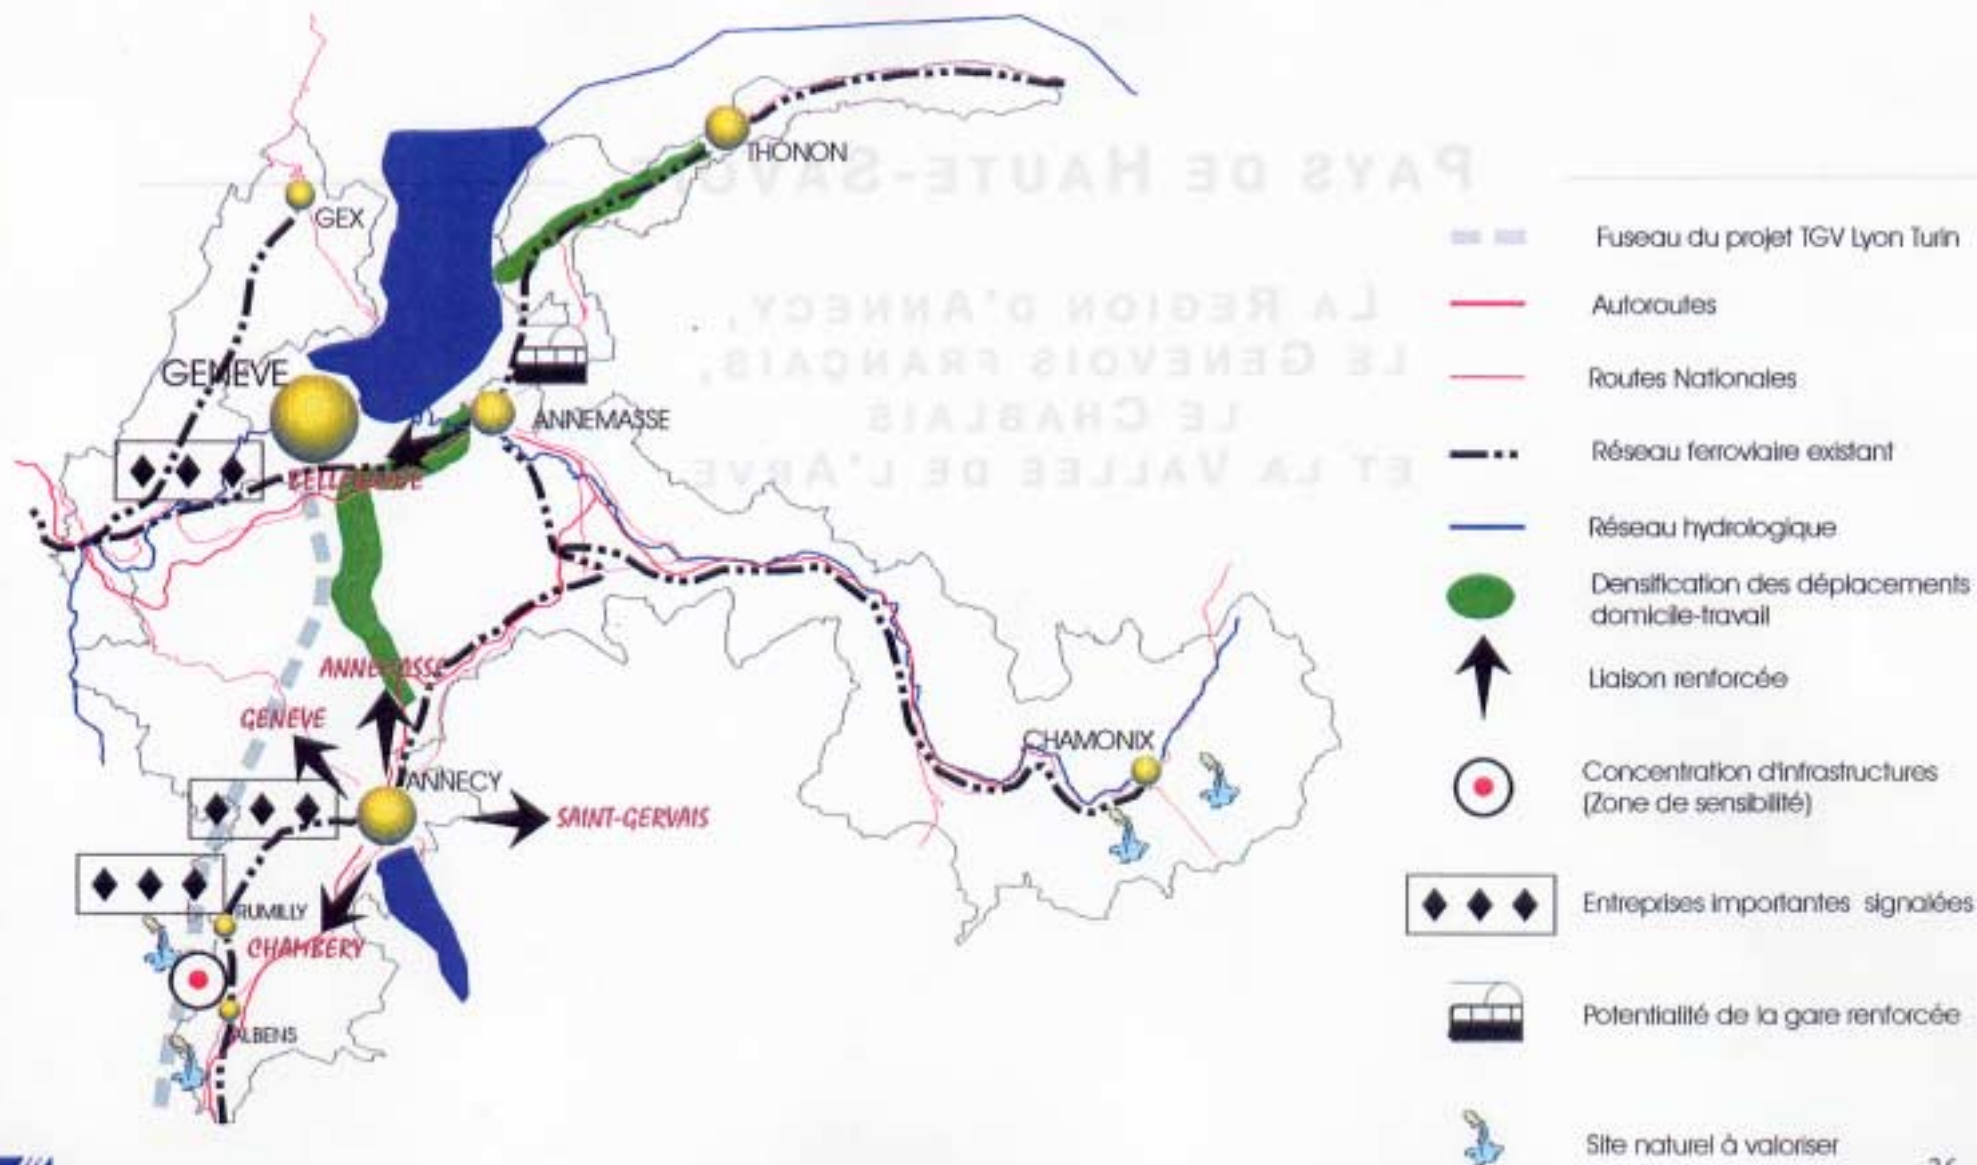 THONON
GEX
GENEVE
ANNEMASSE
BELLEGARDE
ANNEMASSE
GENEVE
ANNECY
SAINT-GERVAIS
CHAMONIX
RUMILLY
CHAMBERY
ALBENS
PAYS DE HAUTE-SAVOIE
LA REGION D'ANNECY,
LE GENEVOIS FRANÇAIS,
LE CHABLAIS
ET LA VALLEE DE L'ARVE
Fuseau du projet TGV Lyon Turin
Autoroutes
Routes Nationales
Réseau ferroviaire existant
Réseau hydrologique
Densification des déplacements
domicile-travail
Liaison renforcée
Concentration d'infrastructures
(Zone de sensibilité)
Entreprises importantes signalées
Potentialité de la gare renforcée
Site naturel à valoriser